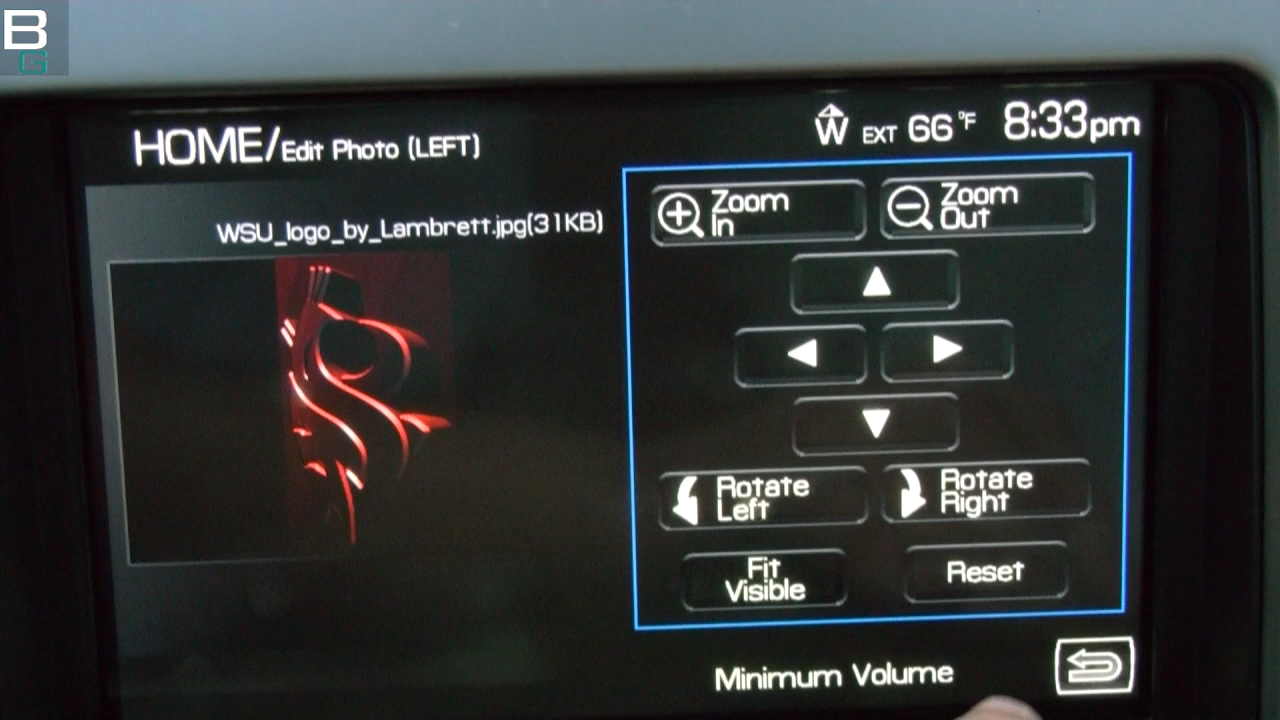 B
G
HOME/Edit Photo (LEFT)
W EXT 66°F 8:33pm
WSU_logo_by_Lambrett.jpg(31KB)
Zoom
In
Zoom
Out
Rotate
Left
Rotate
Right
Fit
Visible
Reset
Minimum Volume